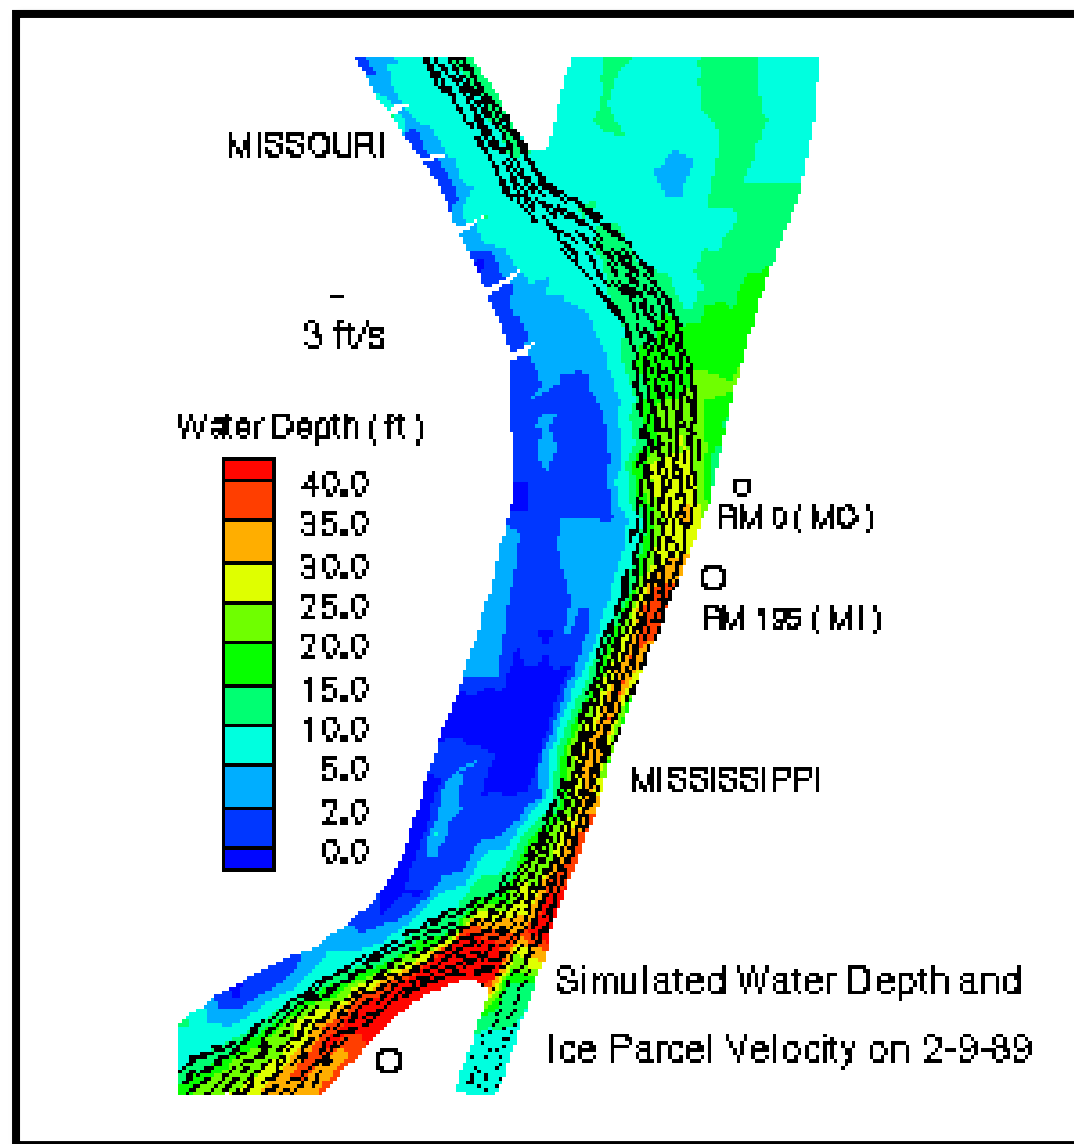 MISSOURI
3 ft/s
Water Depth ( ft )
40.0
35.0
30.0
25.0
20.0
15.0
10.0
5.0
2.0
0.0
RM 0 ( MO )
RM 195 ( MI )
MISSISSIPPI
Simulated Water Depth and
Ice Parcel Velocity on 2-9-89